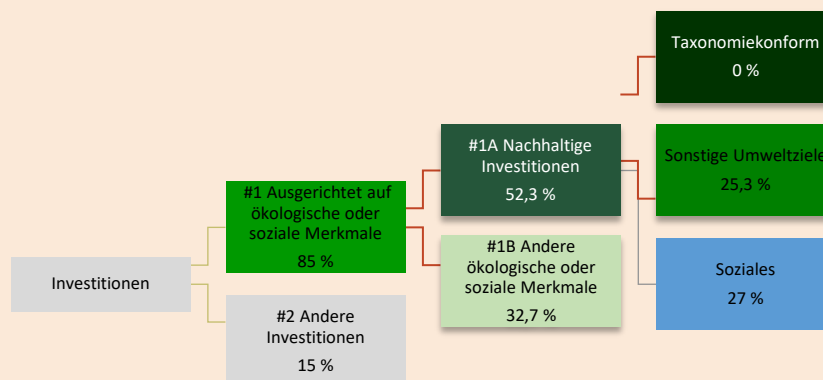 Investitionen
#1 Ausgerichtet auf
ökologische oder
soziale Merkmale
85 %
#2 Andere
Investitionen
15 %
#1A Nachhaltige
Investitionen
52,3 %
#1B Andere
ökologische oder
soziale Merkmale
32,7 %
Taxonomiekonform
0 %
Sonstige Umweltziele
25,3 %
Soziales
27 %